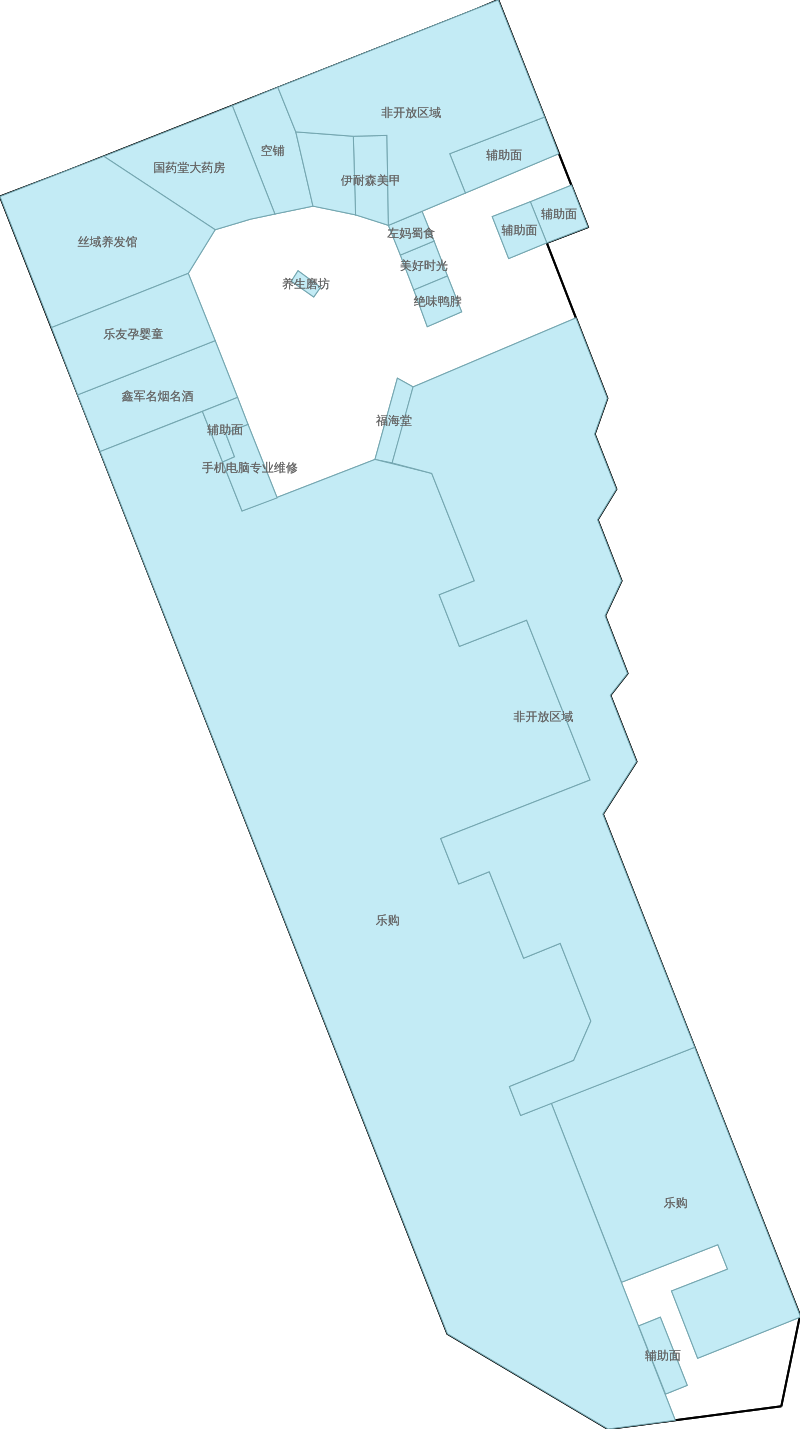 非开放区域
空铺
辅助面
国药堂大药房
伊耐森美甲
辅助面
左妈蜀食
辅助面
丝域养发馆
美好时光
养生磨坊
绝味鸭脖
乐友孕婴童
鑫军名烟名酒
福海堂
辅助面
手机电脑专业维修
非开放区域
乐购
乐购
辅助面